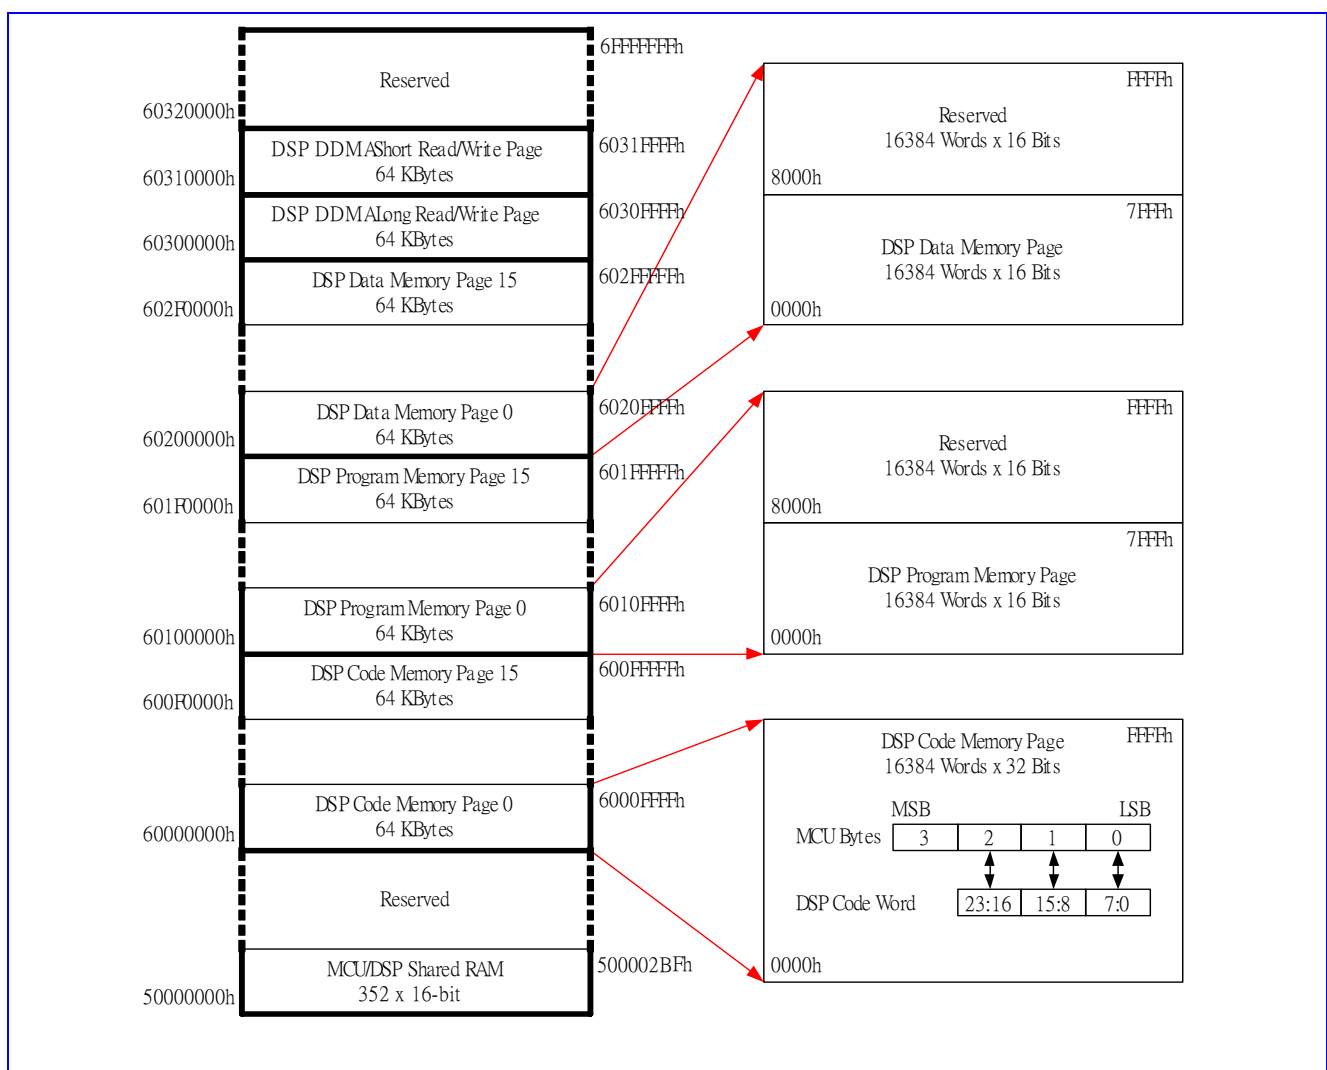 6FFFFFFFh
Reserved
60320000h
DSP DDMA Short Read/Write Page
64 KBytes
6031FFFFh
60310000h
DSP DDMA Long Read/Write Page
64 KBytes
6030FFFFh
60300000h
DSP Data Memory Page 15
64 KBytes
602FFFFFh
602F0000h
DSP Data Memory Page 0
64 KBytes
6020FFFFh
60200000h
DSP Program Memory Page 15
64 KBytes
601FFFFFh
601F0000h
DSP Program Memory Page 0
64 KBytes
6010FFFFh
60100000h
DSP Code Memory Page 15
64 KBytes
600FFFFFh
600F0000h
DSP Code Memory Page 0
64 KBytes
6000FFFFh
60000000h
Reserved
MCU/DSP Shared RAM
352 x 16-bit
500002BFh
50000000h
FFFFh
Reserved
16384 Words x 16 Bits
8000h
7FFFh
DSP Data Memory Page
16384 Words x 16 Bits
0000h
FFFFh
Reserved
16384 Words x 16 Bits
8000h
7FFFh
DSP Program Memory Page
16384 Words x 16 Bits
0000h
FFFFh
DSP Code Memory Page
16384 Words x 32 Bits
MSB LSB
MCU Bytes 3 2 1 0
DSP Code Word 23:16 15:8 7:0
0000h